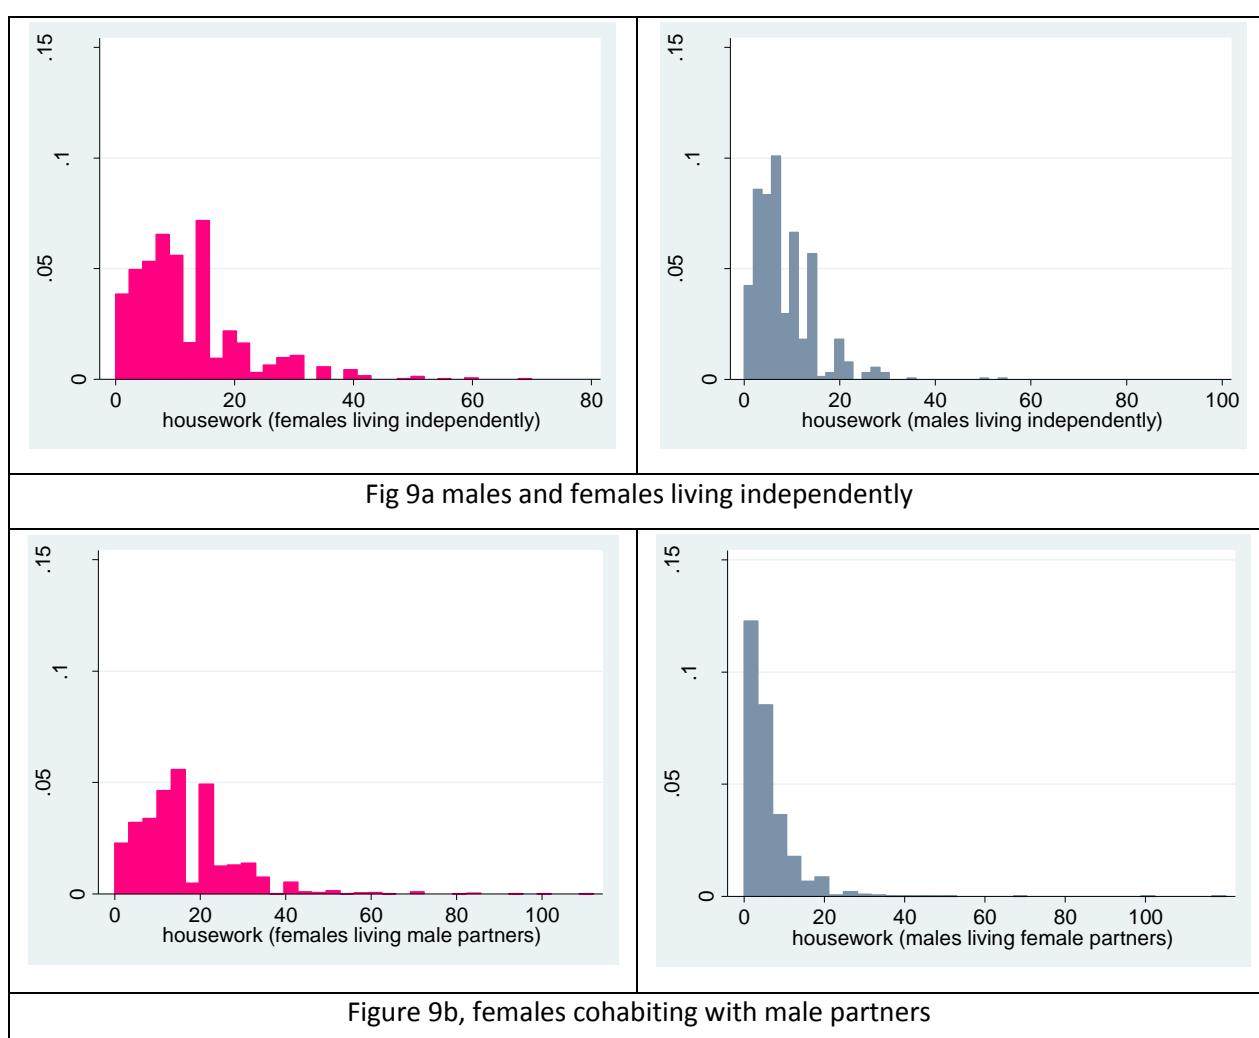 .15
.1
.05
0
0 20 40 60 80
housework (females living independently)
.15
.1
.05
0
0 20 40 60 80 100
housework (males living independently)
Fig 9a males and females living independently
.15
.1
.05
0
0 20 40 60 80 100
housework (females living male partners)
.15
.1
.05
0
0 20 40 60 80 100
housework (males living female partners)
Figure 9b, females cohabiting with male partners